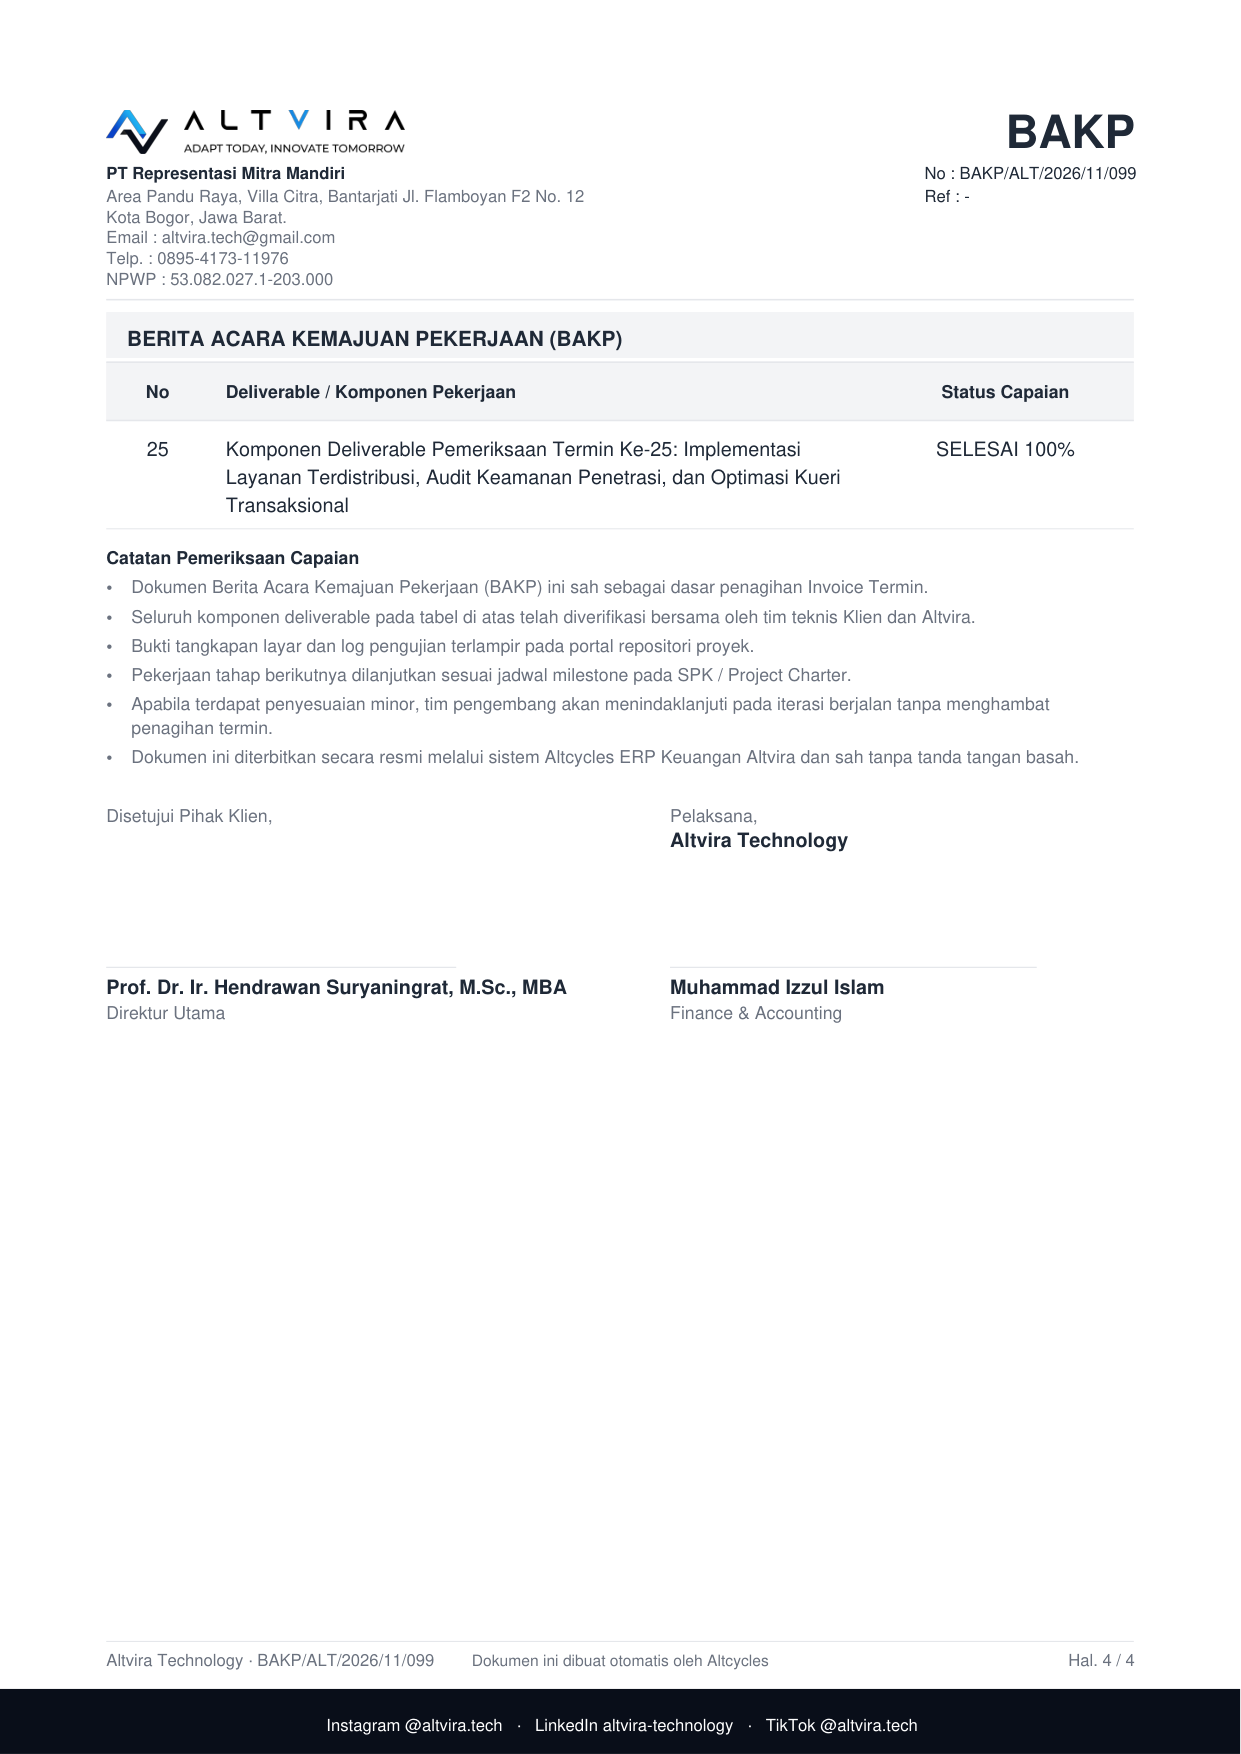 ALTVIRA
ADAPT TODAY, INNOVATE TOMORROW
BAKP
PT Representasi Mitra Mandiri
Area Pandu Raya, Villa Citra, Bantarjati Jl. Flamboyan F2 No. 12
Kota Bogor, Jawa Barat.
Email : altvira.tech@gmail.com
Telp. : 0895-4173-11976
NPWP : 53.082.027.1-203.000
No : BAKP/ALT/2026/11/099
Ref : -
BERITA ACARA KEMAJUAN PEKERJAAN (BAKP)
No Deliverable / Komponen Pekerjaan Status Capaian
25 Komponen Deliverable Pemeriksaan Termin Ke-25: Implementasi SELESAI 100%
Layanan Terdistribusi, Audit Keamanan Penetrasi, dan Optimasi Kueri
Transaksional
Catatan Pemeriksaan Capaian
• Dokumen Berita Acara Kemajuan Pekerjaan (BAKP) ini sah sebagai dasar penagihan Invoice Termin.
• Seluruh komponen deliverable pada tabel di atas telah diverifikasi bersama oleh tim teknis Klien dan Altvira.
• Bukti tangkapan layar dan log pengujian terlampir pada portal repositori proyek.
• Pekerjaan tahap berikutnya dilanjutkan sesuai jadwal milestone pada SPK / Project Charter.
• Apabila terdapat penyesuaian minor, tim pengembang akan menindaklanjuti pada iterasi berjalan tanpa menghambat
penagihan termin.
• Dokumen ini diterbitkan secara resmi melalui sistem Altcycles ERP Keuangan Altvira dan sah tanpa tanda tangan basah.
Disetujui Pihak Klien,
Pelaksana,
Altvira Technology
Prof. Dr. Ir. Hendrawan Suryaningrat, M.Sc., MBA
Direktur Utama
Muhammad Izzul Islam
Finance & Accounting
Altvira Technology · BAKP/ALT/2026/11/099 Dokumen ini dibuat otomatis oleh Altcycles Hal. 4 / 4
Instagram @altvira.tech · LinkedIn altvira-technology · TikTok @altvira.tech